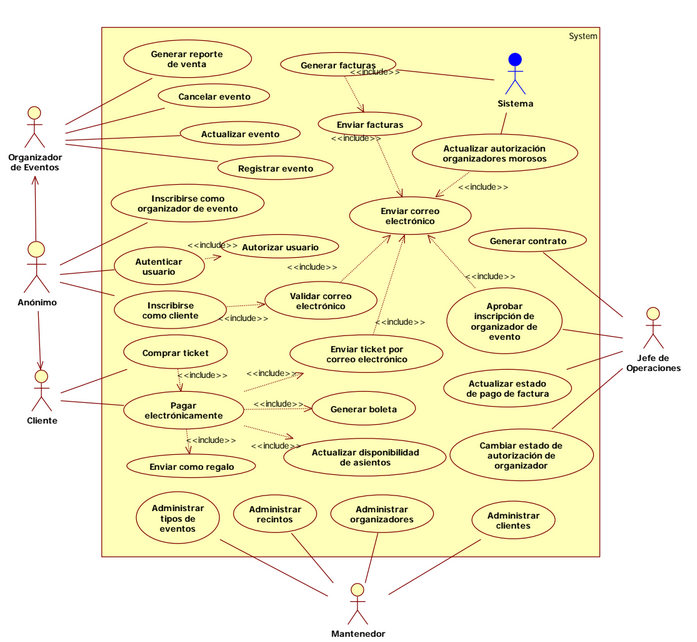 System
Generar reporte
de venta
Generar facturas
<<include>>
Sistema
Cancelar evento
Enviar facturas
<<include>>
Organizador
de Eventos
Actualizar evento
Actualizar autorización
organizadores morosos
Registrar evento
<<include>>
Inscribirse como
organizador de evento
Enviar correo
electrónico
<<include>>
Autorizar usuario
Generar contrato
Autenticar
usuario
<<include>>
<<include>>
Anónimo
Inscribirse
como cliente
<<include>>
Validar correo
electrónico
Aprobar
inscripción de
organizador de
evento
<<include>>
Comprar ticket
Enviar ticket por
correo electrónico
Jefe de
Operaciones
<<include>>
<<include>>
Actualizar estado
de pago de factura
Cliente
Pagar
electrónicamente
<<include>>
Generar boleta
<<include>>
<<include>>
Enviar como regalo
Actualizar disponibilidad
de asientos
Cambiar estado de
autorización de
organizador
Administrar
tipos de
eventos
Administrar
recintos
Administrar
organizadores
Administrar
clientes
Mantenedor